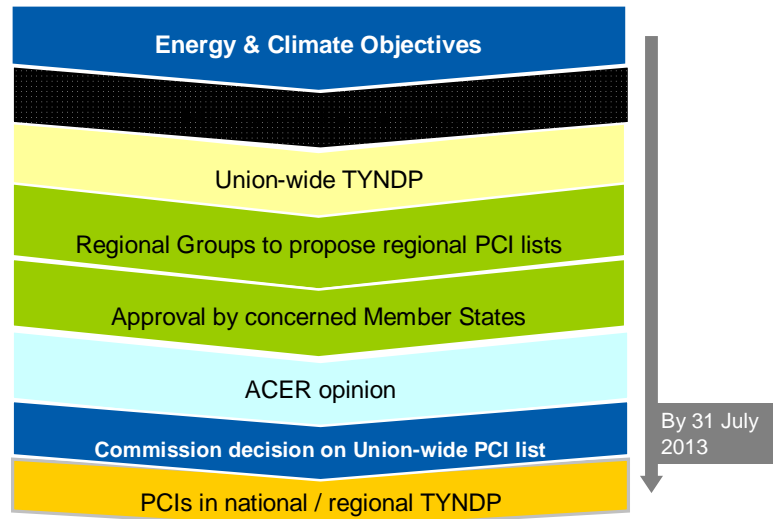 Energy & Climate Objectives
Union-wide TYNDP
Regional Groups to propose regional PCI lists
Approval by concerned Member States
ACER opinion
Commission decision on Union-wide PCI list
PCIs in national / regional TYNDP
By 31 July
2013